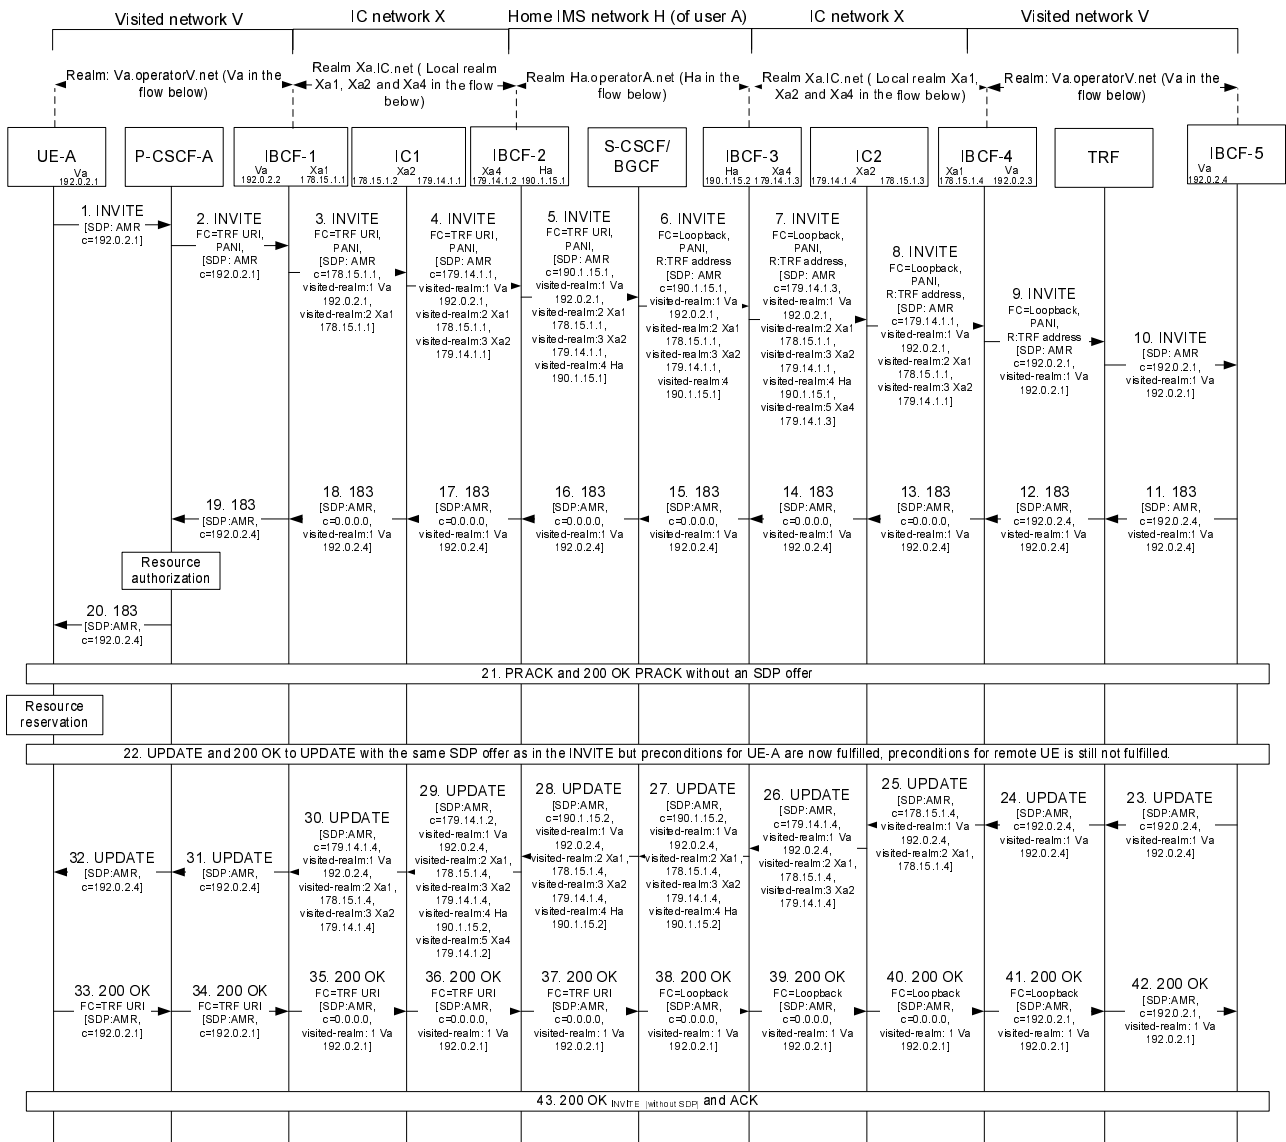 Visited network V
IC network X
Home IMS network H (of user A)
IC network X
Visited network V
Realm: Va.operatorV.net (Va in the
flow below)
Realm Xa.IC.net ( Local realm
Xa1, Xa2 and Xa4 in the flow
below)
Realm Ha.operatorA.net (Ha in the
flow below)
Realm Xa.IC.net ( Local realm Xa1,
Xa2 and Xa4 in the flow below)
Realm: Va.operatorV.net (Va in the
flow below)
UE-A
Va
192.0.2.1
P-CSCF-A
IBCF-1
Va
192.0.2.2
Xa1
178.15.1.1
IC1
Xa2
178.15.1.2
179.14.1.1
IBCF-2
Xa4
179.14.1.2
Ha
190.1.15.1
S-CSCF/
BGCF
IBCF-3
Ha
190.1.15.2
Xa4
179.14.1.3
IC2
Xa2
179.14.1.4
178.15.1.3
IBCF-4
Xa1
178.15.1.4
Va
192.0.2.3
TRF
IBCF-5
Va
192.0.2.4
1. INVITE
[SDP: AMR
c=192.0.2.1]
2. INVITE
FC=TRF URI,
PANI,
[SDP: AMR
c=192.0.2.1]
3. INVITE
FC=TRF URI,
PANI,
[SDP: AMR
c=178.15.1.1,
visited-realm:1 Va
192.0.2.1,
visited-realm:2 Xa1
178.15.1.1]
4. INVITE
FC=TRF URI,
PANI,
[SDP: AMR
c=179.14.1.1,
visited-realm:1 Va
192.0.2.1,
visited-realm:2 Xa1
178.15.1.1,
visited-realm:3 Xa2
179.14.1.1]
5. INVITE
FC=TRF URI,
PANI,
[SDP: AMR
c=190.1.15.1,
visited-realm:1 Va
192.0.2.1,
visited-realm:2 Xa1
178.15.1.1,
visited-realm:3 Xa2
179.14.1.1,
visited-realm:4 Ha
190.1.15.1]
6. INVITE
FC=Loopback,
PANI,
R:TRF address
[SDP: AMR
c=190.1.15.1,
visited-realm:1 Va
192.0.2.1,
visited-realm:2 Xa1
178.15.1.1,
visited-realm:3 Xa2
179.14.1.1,
visited-realm:4
190.1.15.1]
7. INVITE
FC=Loopback,
PANI,
R:TRF address,
[SDP: AMR
c=179.14.1.3,
visited-realm:1 Va
192.0.2.1,
visited-realm:2 Xa1
178.15.1.1,
visited-realm:3 Xa2
179.14.1.1,
visited-realm:4 Ha
190.1.15.1,
visited-realm:5 Xa4
179.14.1.3]
8. INVITE
FC=Loopback,
PANI,
R:TRF address,
[SDP: AMR
c=179.14.1.1,
visited-realm:1 Va
192.0.2.1,
visited-realm:2 Xa1
178.15.1.1,
visited-realm:3 Xa2
179.14.1.1]
9. INVITE
FC=Loopback,
PANI,
R:TRF address
[SDP: AMR
c=192.0.2.1,
visited-realm:1 Va
192.0.2.1]
10. INVITE
[SDP: AMR
c=192.0.2.1,
visited-realm:1 Va
192.0.2.1]
19. 183
[SDP:AMR,
c=192.0.2.4]
18. 183
[SDP:AMR,
c=0.0.0.0,
visited-realm:1 Va
192.0.2.4]
17. 183
[SDP:AMR,
c=0.0.0.0,
visited-realm:1 Va
192.0.2.4]
16. 183
[SDP:AMR,
c=0.0.0.0,
visited-realm:1 Va
192.0.2.4]
15. 183
[SDP:AMR,
c=0.0.0.0,
visited-realm:1 Va
192.0.2.4]
14. 183
[SDP:AMR,
c=0.0.0.0,
visited-realm:1 Va
192.0.2.4]
13. 183
[SDP:AMR,
c=0.0.0.0,
visited-realm:1 Va
192.0.2.4]
12. 183
[SDP:AMR,
c=192.0.2.4,
visted-realm:1 Va
192.0.2.4]
11. 183
[SDP: AMR,
c=192.0.2.4,
visted-realm:1 Va
192.0.2.4]
Resource
authorization
20. 183
[SDP:AMR,
c=192.0.2.4]
21. PRACK and 200 OK PRACK without an SDP offer
Resource
reservation
22. UPDATE and 200 OK to UPDATE with the same SDP offer as in the INVITE but preconditions for UE-A are now fulfilled, preconditions for remote UE is still not fulfilled.
32. UPDATE
[SDP:AMR,
c=192.0.2.4]
31. UPDATE
[SDP:AMR,
c=192.0.2.4]
30. UPDATE
[SDP:AMR,
c=179.14.1.4,
visited-realm:1 Va
192.0.2.4,
visited-realm:2 Xa1,
178.15.1.4,
visited-realm:3 Xa2
179.14.1.4]
29. UPDATE
[SDP:AMR,
c=179.14.1.2,
visited-realm:1 Va
192.0.2.4,
visited-realm:2 Xa1,
178.15.1.4,
visited-realm:3 Xa2
179.14.1.4,
visited-realm:4 Ha
190.1.15.2,
visited-realm:5 Xa4
179.14.1.2]
28. UPDATE
[SDP:AMR,
c=190.1.15.2,
visited-realm:1 Va
192.0.2.4,
visited-realm:2 Xa1,
178.15.1.4,
visited-realm:3 Xa2
179.14.1.4,
visited-realm:4 Ha
190.1.15.2]
27. UPDATE
[SDP:AMR,
c=190.1.15.2,
visited-realm:1 Va
192.0.2.4,
visited-realm:2 Xa1,
178.15.1.4,
visited-realm:3 Xa2
179.14.1.4,
visited-realm:4 Ha
190.1.15.2]
26. UPDATE
[SDP:AMR,
c=179.14.1.4,
visited-realm:1 Va
192.0.2.4,
visited-realm:2 Xa1,
178.15.1.4,
visited-realm:3 Xa2
179.14.1.4]
25. UPDATE
[SDP:AMR,
c=178.15.1.4,
visited-realm:1 Va
192.0.2.4,
visited-realm:2 Xa1,
178.15.1.4]
24. UPDATE
[SDP:AMR,
c=192.0.2.4,
visited-realm:1 Va
192.0.2.4]
23. UPDATE
[SDP:AMR,
c=192.0.2.4,
visited-realm:1 Va
192.0.2.4]
33. 200 OK
FC=TRF URI
[SDP:AMR,
c=192.0.2.1]
34. 200 OK
FC=TRF URI
[SDP:AMR,
c=192.0.2.1]
35. 200 OK
FC=TRF URI
[SDP:AMR,
c=0.0.0.0,
visited-realm: 1 Va
192.0.2.1]
36. 200 OK
FC=TRF URI
[SDP:AMR,
c=0.0.0.0,
visited-realm: 1 Va
192.0.2.1]
37. 200 OK
FC=TRF URI
[SDP:AMR,
c=0.0.0.0,
visited-realm: 1 Va
192.0.2.1]
38. 200 OK
FC=Loopback
[SDP:AMR,
c=0.0.0.0,
visited-realm: 1 Va
192.0.2.1]
39. 200 OK
FC=Loopback
[SDP:AMR,
c=0.0.0.0,
visited-realm: 1 Va
192.0.2.1]
40. 200 OK
FC=Loopback
[SDP:AMR,
c=0.0.0.0,
visited-realm: 1 Va
192.0.2.1]
41. 200 OK
FC=Loopback
[SDP:AMR,
c=192.0.2.1,
visited-realm: 1 Va
192.0.2.1]
42. 200 OK
[SDP:AMR,
c=192.0.2.1,
visited-realm: 1 Va
192.0.2.1]
43. 200 OK INVITE (without SDP) and ACK